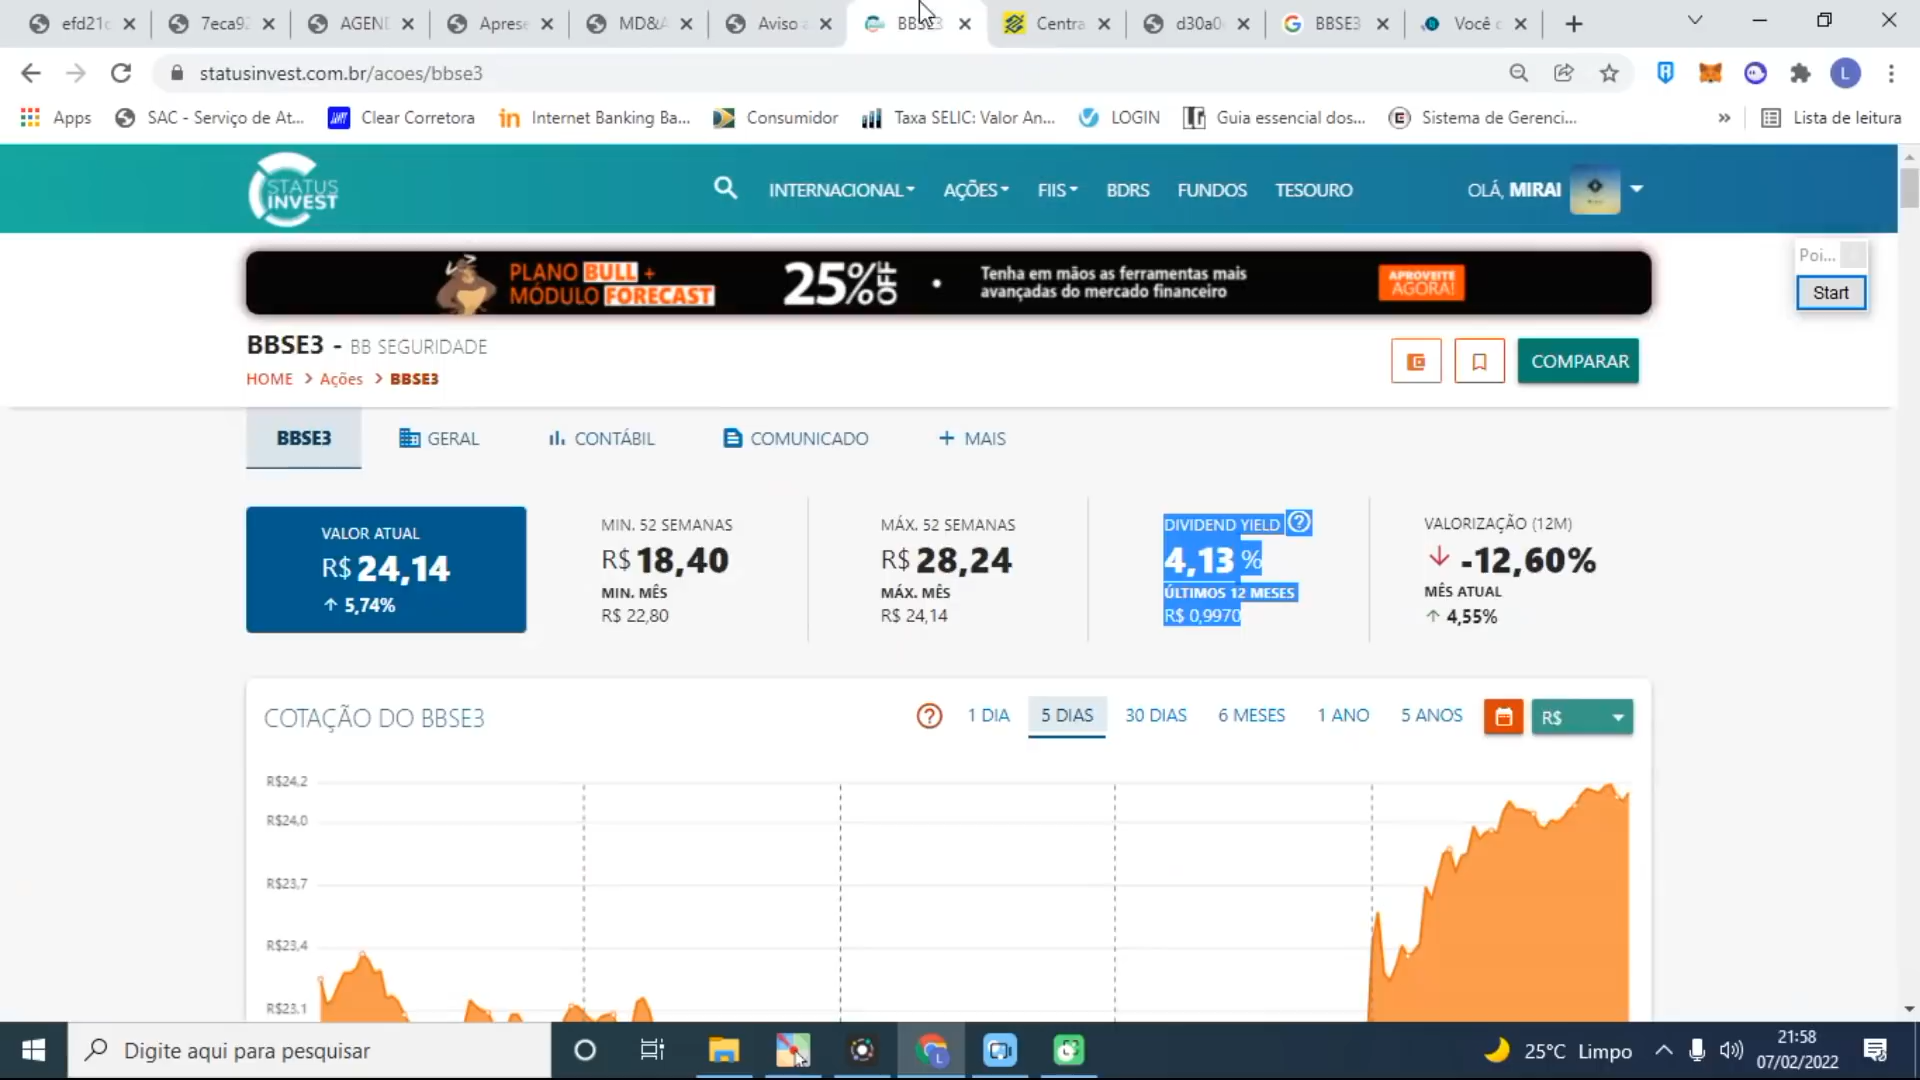 efd21c
7eca92
AGEN
Aprese
MD&A
Aviso a
BBSE3
Centra
d30a0
BBSE3
Você c
statusinvest.com.br/acoes/bbse3
L
Apps
SAC - Serviço de At...
Clear Corretora
in Internet Banking Ba...
Consumidor
Taxa SELIC: Valor An...
LOGIN
Guia essencial dos...
Sistema de Gerenci...
»
Lista de leitura
STATUS
INVEST
INTERNACIONAL
AÇÕES
FIIS
BDRS
FUNDOS
TESOURO
OLÁ, MIRAI
PLANO BULL +
MÓDULO FORECAST
25% OFF
•
Tenha em mãos as ferramentas mais
avançadas do mercado financeiro
APROVEITE
AGORA!
Poi...
Start
BBSE3 - BB SEGURIDADE
HOME > Ações > BBSE3
COMPARAR
BBSE3
GERAL
CONTÁBIL
COMUNICADO
+ MAIS
VALOR ATUAL
R$ 24,14
↑ 5,74%
MIN. 52 SEMANAS
R$ 18,40
MIN. MÊS
R$ 22,80
MÁX. 52 SEMANAS
R$ 28,24
MÁX. MÊS
R$ 24,14
DIVIDEND YIELD ?
4,13 %
ÚLTIMOS 12 MESES
R$ 0,9970
VALORIZAÇÃO (12M)
↓ -12,60%
MÊS ATUAL
↑ 4,55%
COTAÇÃO DO BBSE3
?
1 DIA
5 DIAS
30 DIAS
6 MESES
1 ANO
5 ANOS
R$
R$24,2
R$24,0
R$23,7
R$23,4
R$23,1
Digite aqui para pesquisar
L
25°C Limpo
21:58
07/02/2022